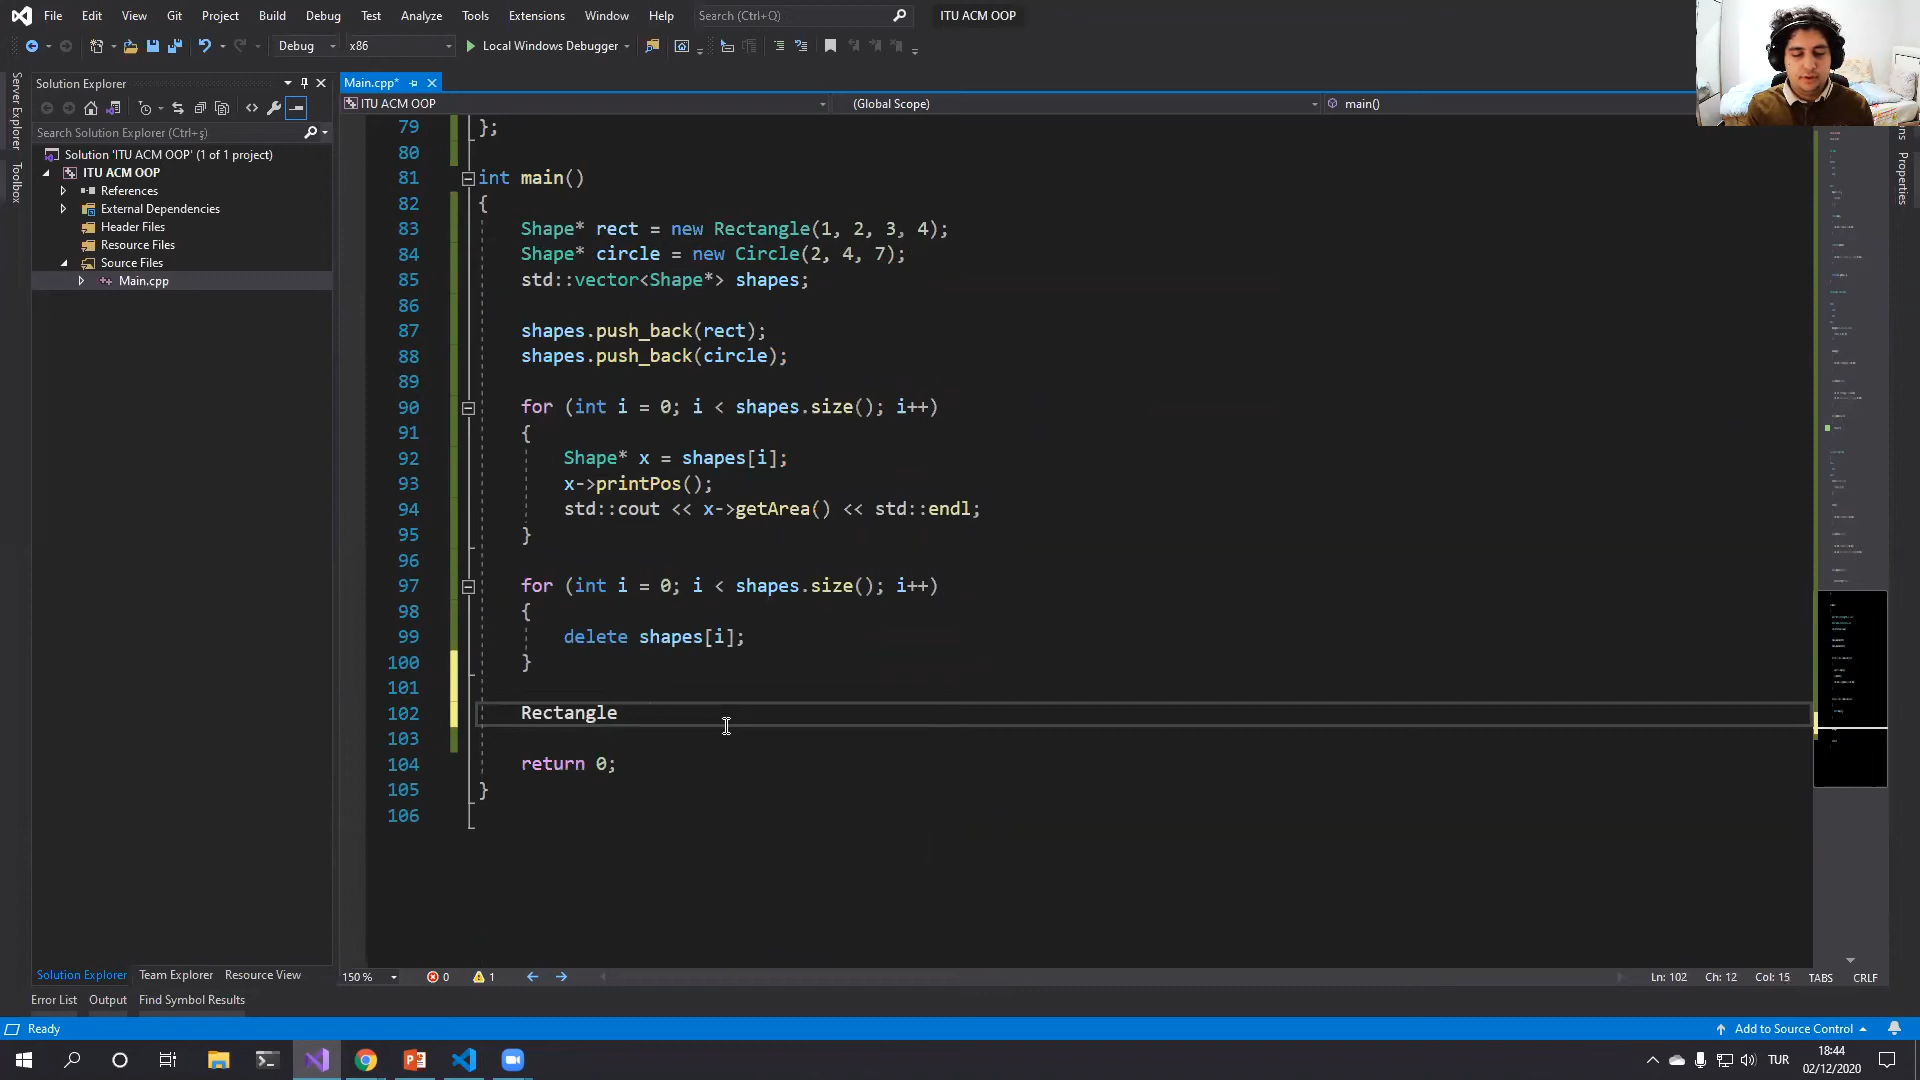 File Edit View Git Project Build Debug Test Analyze Tools Extensions Window Help Search (Ctrl+Q) ITU ACM OOP
Debug x86 Local Windows Debugger
Server Explorer
Toolbox
Solution Explorer
Search Solution Explorer (Ctrl+ş)
Solution 'ITU ACM OOP' (1 of 1 project)
ITU ACM OOP
References
External Dependencies
Header Files
Resource Files
Source Files
Main.cpp
Solution Explorer Team Explorer Resource View
Main.cpp*
ITU ACM OOP (Global Scope) main()
79 };
80
81 int main()
82 {
83 Shape* rect = new Rectangle(1, 2, 3, 4);
84 Shape* circle = new Circle(2, 4, 7);
85 std::vector<Shape*> shapes;
86
87 shapes.push_back(rect);
88 shapes.push_back(circle);
89
90 for (int i = 0; i < shapes.size(); i++)
91 {
92 Shape* x = shapes[i];
93 x->printPos();
94 std::cout << x->getArea() << std::endl;
95 }
96
97 for (int i = 0; i < shapes.size(); i++)
98 {
99 delete shapes[i];
100 }
101
102 Rectangle
103
104 return 0;
105 }
106
Properties
150 % 0 1 Ln: 102 Ch: 12 Col: 15 TABS CRLF
Error List Output Find Symbol Results
Ready Add to Source Control
TUR 18:44
02/12/2020